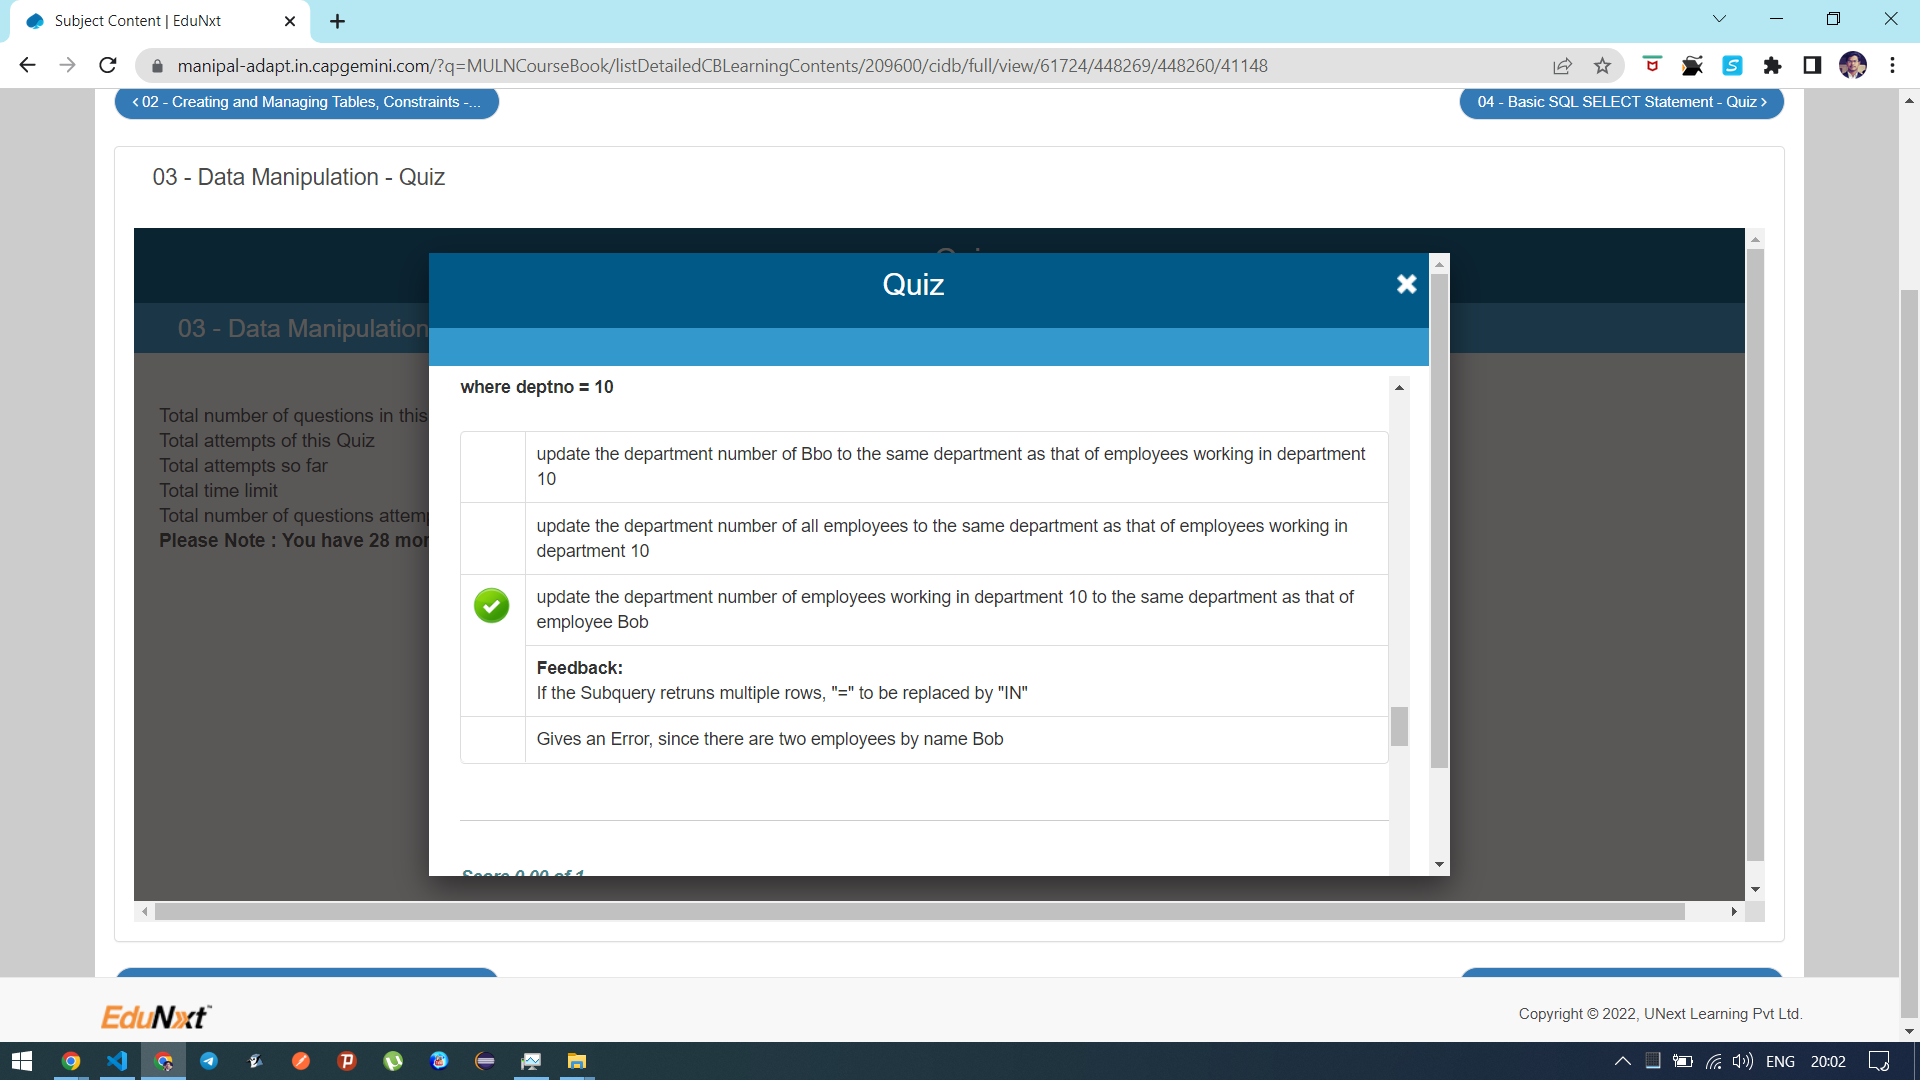 Subject Content | EduNxt
manipal-adapt.in.capgemini.com/?q=MULNCourseBook/listDetailedCBLearningContents/209600/cidb/full/view/61724/448269/448260/41148
02 - Creating and Managing Tables, Constraints -...
04 - Basic SQL SELECT Statement - Quiz
03 - Data Manipulation - Quiz
Quiz
03 - Data Manipulation
where deptno = 10
Total number of questions in this
Total attempts of this Quiz
Total attempts so far
Total time limit
Total number of questions attem
Please Note : You have 28 mor
update the department number of Bbo to the same department as that of employees working in department
10
update the department number of all employees to the same department as that of employees working in
department 10
update the department number of employees working in department 10 to the same department as that of
employee Bob
Feedback:
If the Subquery retruns multiple rows, "=" to be replaced by "IN"
Gives an Error, since there are two employees by name Bob
Score 0.00 of 1
EduNxt™
Copyright © 2022, UNext Learning Pvt Ltd.
ENG
20:02